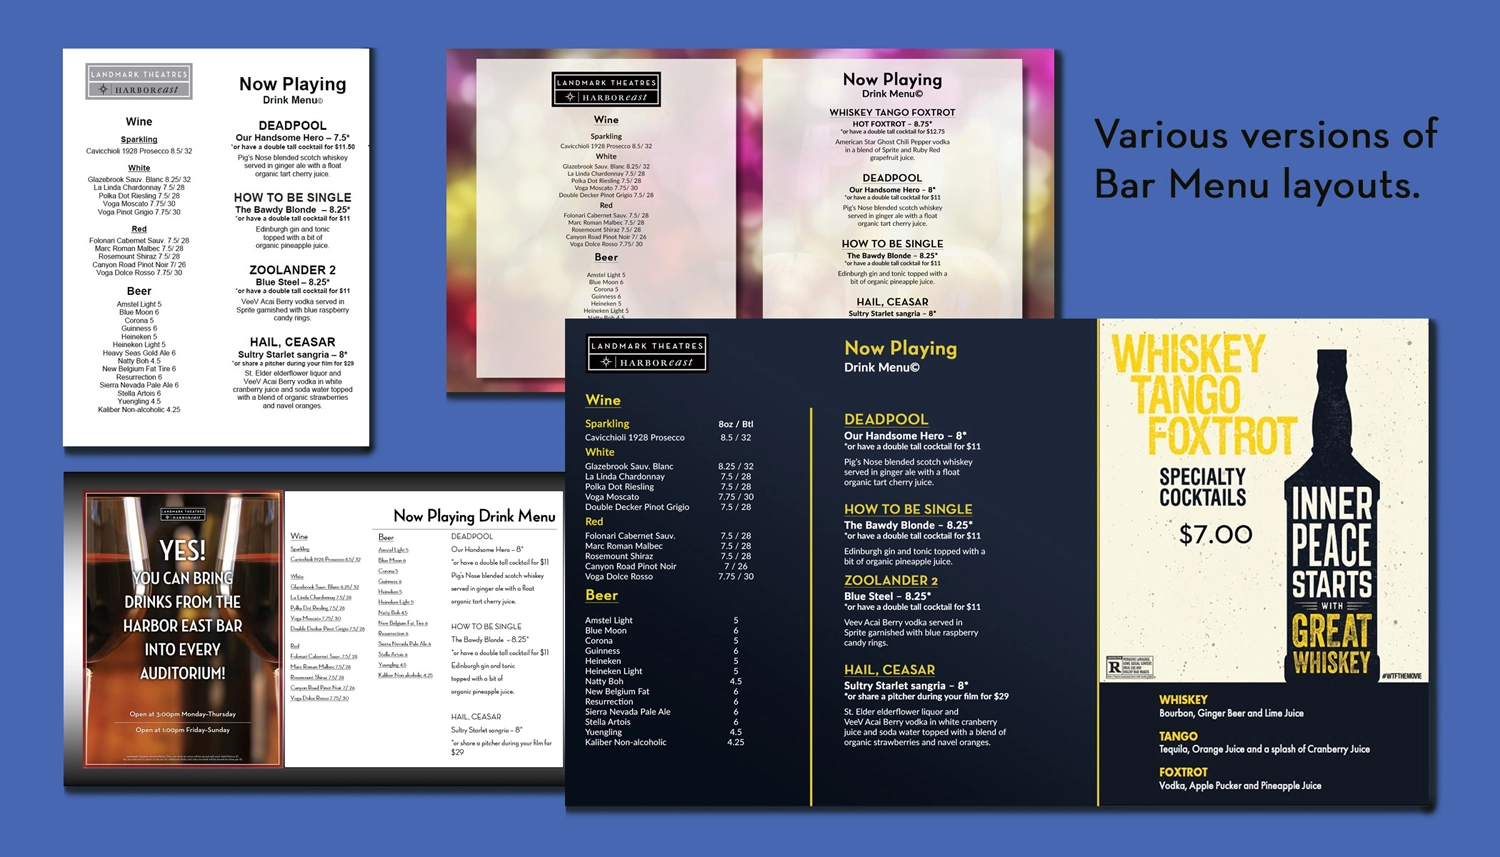 LANDMARK THEATRES
HARBOR east
Wine
Sparkling
Cavicchioli 1928 Prosecco 8.5/ 32
White
Glazebrook Sauv. Blanc 8.25/ 32
La Linda Chardonnay 7.5/ 28
Polka Dot Riesling 7.5/ 28
Voga Moscato 7.75/ 30
Voga Pinot Grigio 7.75/ 30
Red
Folonari Cabernet Sauv. 7.5/ 28
Marc Roman Malbec 7.5/ 28
Rosemount Shiraz 7.5/ 28
Canyon Road Pinot Noir 7/ 26
Voga Dolce Rosso 7.75/ 30
Beer
Amstel Light 5
Blue Moon 6
Corona 5
Guinness 6
Heineken 5
Heineken Light 5
Heavy Seas Gold Ale 6
Natty Boh 4.5
New Belgium Fat Tire 6
Resurrection 6
Sierra Nevada Pale Ale 6
Stella Artois 6
Yuengling 4.5
Kaliber Non-alcoholic 4.25
Now Playing
Drink Menu©
DEADPOOL
Our Handsome Hero – 7.5*
*or have a double tall cocktail for $11.50
Pig's Nose blended scotch whiskey
served in ginger ale with a float
organic tart cherry juice.
HOW TO BE SINGLE
The Bawdy Blonde – 8.25*
*or have a double tall cocktail for $11
Edinburgh gin and tonic
topped with a bit of
organic pineapple juice.
ZOOLANDER 2
Blue Steel – 8.25*
*or have a double tall cocktail for $11
VeeV Acai Berry vodka served in
Sprite garnished with blue raspberry
candy rings.
HAIL, CEASAR
Sultry Starlet sangria – 8*
*or share a pitcher during your film for $29
St. Elder elderflower liquor and
VeeV Acai Berry vodka in white
cranberry juice and soda water topped
with a blend of organic strawberries
and navel oranges.
LANDMARK THEATRES
HARBOR east
Wine
Sparkling
Cavicchioli 1928 Prosecco 8.5/ 32
White
Glazebrook Sauv. Blanc 8.25/ 32
La Linda Chardonnay 7.5/ 28
Polka Dot Riesling 7.5/ 28
Voga Moscato 7.75/ 30
Double Decker Pinot Grigio 7.5/ 28
Red
Folonari Cabernet Sauv. 7.5/ 28
Marc Roman Malbec 7.5/ 28
Rosemount Shiraz 7.5/ 28
Canyon Road Pinot Noir 7/ 26
Voga Dolce Rosso 7.75/ 30
Beer
Amstel Light 5
Blue Moon 6
Corona 5
Guinness 6
Heineken 5
Heineken Light 5
Natty Boh 4.5
Now Playing
Drink Menu©
WHISKEY TANGO FOXTROT
HOT FOXTROT – 8.75*
*or have a double tall cocktail for $12.75
American Star Ghost Chili Pepper vodka
in a blend of Sprite and Ruby Red
grapefruit juice.
DEADPOOL
Our Handsome Hero – 8*
*or have a double tall cocktail for $11
Pig's Nose blended scotch whiskey
served in ginger ale with a float
organic tart cherry juice.
HOW TO BE SINGLE
The Bawdy Blonde – 8.25*
*or have a double tall cocktail for $11
Edinburgh gin and tonic topped with a
bit of organic pineapple juice.
HAIL, CEASAR
Sultry Starlet sangria – 8*
Various versions of
Bar Menu layouts.
LANDMARK THEATRES
YES!
YOU CAN BRING
DRINKS FROM THE
HARBOR EAST BAR
INTO EVERY
AUDITORIUM!
Open at 3:00pm Monday-Thursday
Open at 1:00pm Friday-Sunday
Now Playing Drink Menu
Wine
Sparkling
Cavicchioli 1928 Prosecco 8.5/ 32
White
Glazebrook Sauv. Blanc 8.25/ 32
La Linda Chardonnay 7.5/ 28
Polka Dot Riesling 7.5/ 28
Voga Moscato 7.75/ 30
Double Decker Pinot Grigio 7.5/ 28
Red
Folonari Cabernet Sauv. 7.5/ 28
Marc Roman Malbec 7.5/ 28
Rosemount Shiraz 7.5/ 28
Canyon Road Pinot Noir 7/ 26
Voga Dolce Rosso 7.75/ 30
Beer
Amstel Light 5
Blue Moon 6
Corona 5
Guinness 6
Heineken 5
Heineken Light 5
Natty Boh 4.5
New Belgium Fat Tire 6
Resurrection 6
Sierra Nevada Pale Ale 6
Stella Artois 6
Yuengling 4.5
Kaliber Non-alcoholic 4.25
DEADPOOL
Our Handsome Hero – 8*
*or have a double tall cocktail for $11
Pig's Nose blended scotch whiskey
served in ginger ale with a float
organic tart cherry juice.
HOW TO BE SINGLE
The Bawdy Blonde – 8.25*
*or have a double tall cocktail for $11
Edinburgh gin and tonic
topped with a bit of
organic pineapple juice.
HAIL, CEASAR
Sultry Starlet sangria – 8*
*or share a pitcher during your film for
$29
LANDMARK THEATRES
HARBOR east
Wine
Sparkling 8oz / Btl
Cavicchioli 1928 Prosecco 8.5 / 32
White
Glazebrook Sauv. Blanc 8.25 / 32
La Linda Chardonnay 7.5 / 28
Polka Dot Riesling 7.5 / 28
Voga Moscato 7.75 / 30
Double Decker Pinot Grigio 7.5 / 28
Red
Folonari Cabernet Sauv. 7.5 / 28
Marc Roman Malbec 7.5 / 28
Rosemount Shiraz 7.5 / 28
Canyon Road Pinot Noir 7 / 26
Voga Dolce Rosso 7.75 / 30
Beer
Amstel Light 5
Blue Moon 6
Corona 5
Guinness 6
Heineken 5
Heineken Light 5
Natty Boh 4.5
New Belgium Fat 6
Resurrection 6
Sierra Nevada Pale Ale 6
Stella Artois 6
Yuengling 4.5
Kaliber Non-alcoholic 4.25
Now Playing
Drink Menu©
DEADPOOL
Our Handsome Hero – 8*
*or have a double tall cocktail for $11
Pig's Nose blended scotch whiskey
served in ginger ale with a float
organic tart cherry juice.
HOW TO BE SINGLE
The Bawdy Blonde – 8.25*
*or have a double tall cocktail for $11
Edinburgh gin and tonic topped with a
bit of organic pineapple juice.
ZOOLANDER 2
Blue Steel – 8.25*
*or have a double tall cocktail for $11
Veev Acai Berry vodka served in
Sprite garnished with blue raspberry
candy rings.
HAIL, CEASAR
Sultry Starlet sangria – 8*
*or share a pitcher during your film for $29
St. Elder elderflower liquor and
VeeV Acai Berry vodka in white cranberry
juice and soda water topped with a blend of
organic strawberries and navel oranges.
WHISKEY
TANGO
FOXTROT
SPECIALTY
COCKTAILS
$7.00
INNER
PEACE
STARTS
WITH
GREAT
WHISKEY
R
#WTFTHEMOVIE
WHISKEY
Bourbon, Ginger Beer and Lime Juice
TANGO
Tequila, Orange Juice and a splash of Cranberry Juice
FOXTROT
Vodka, Apple Pucker and Pineapple Juice